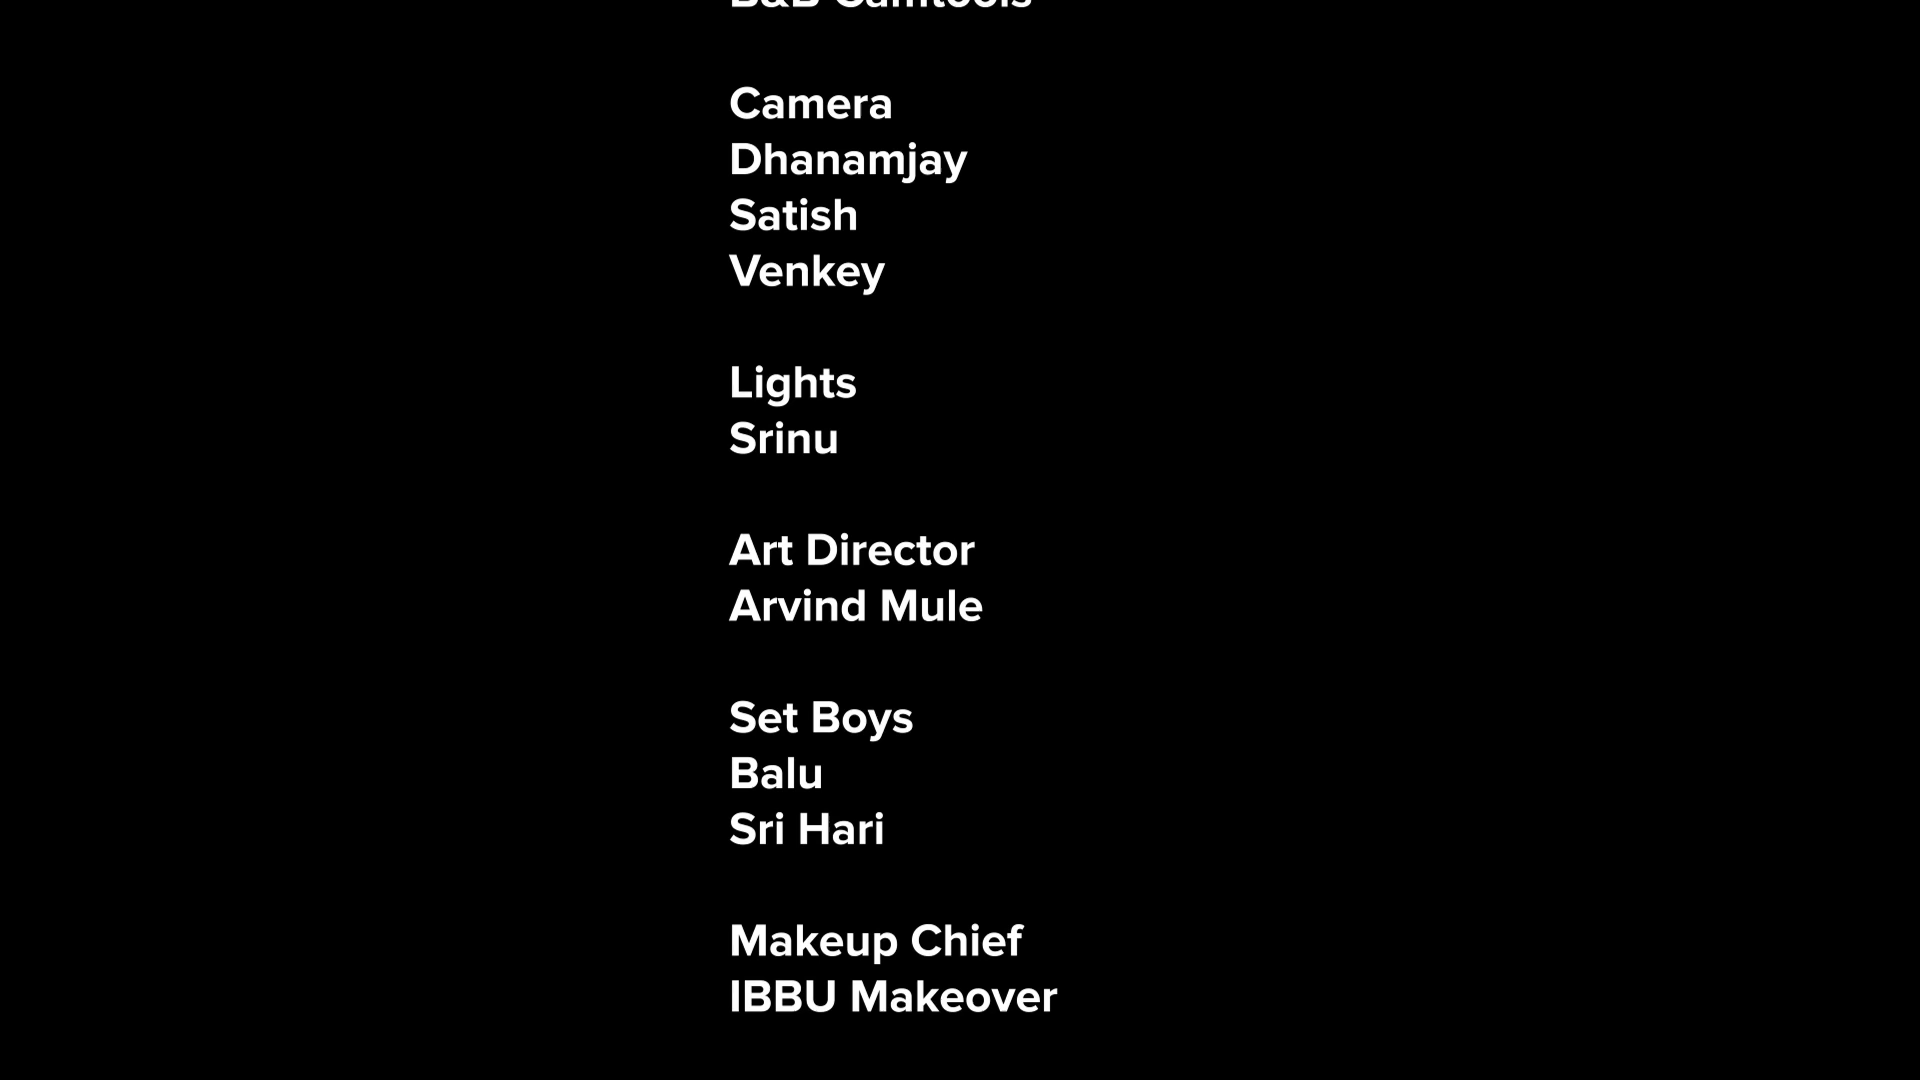 B&B Camtools
Camera
Dhanamjay
Satish
Venkey
Lights
Srinu
Art Director
Arvind Mule
Set Boys
Balu
Sri Hari
Makeup Chief
IBBU Makeover